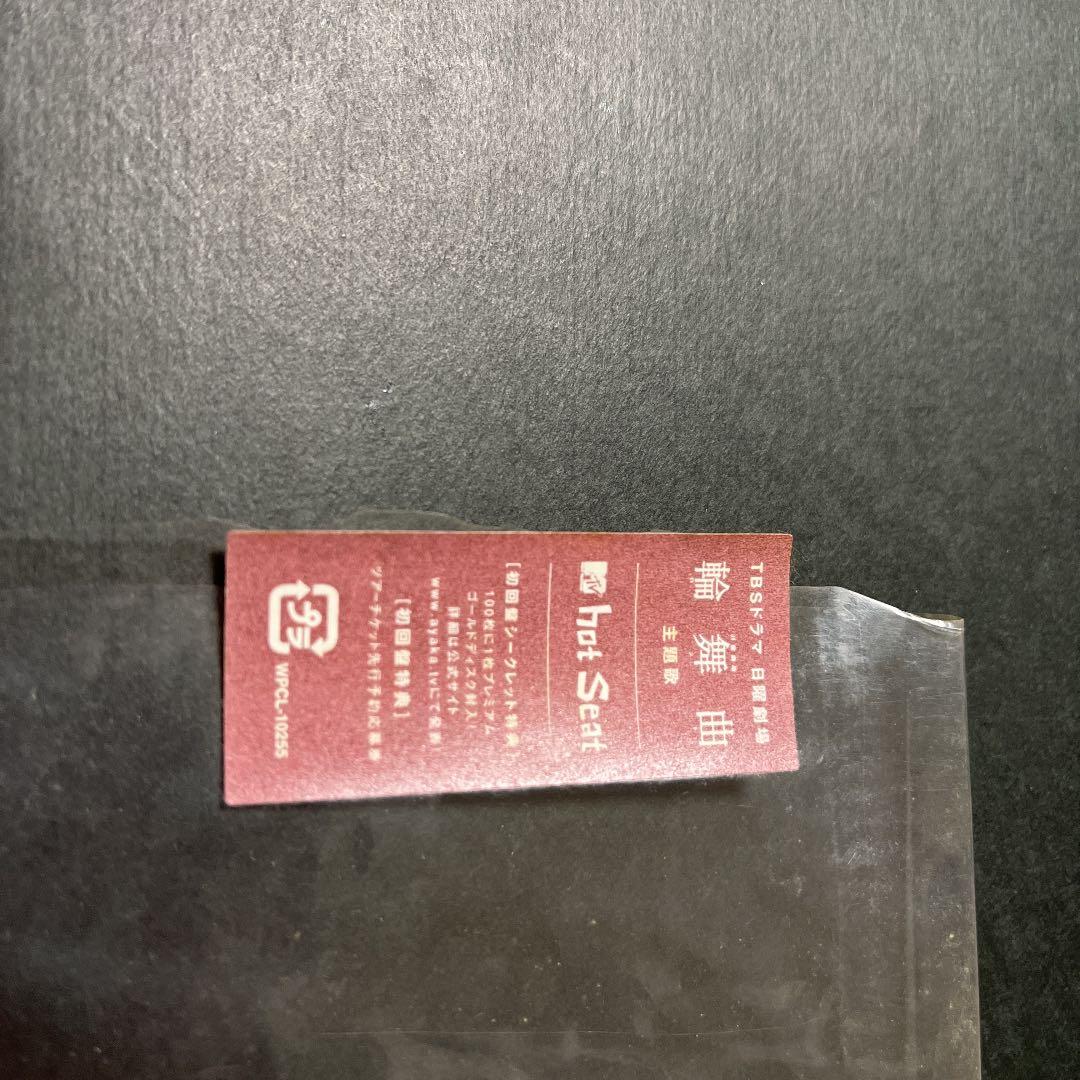 TBSドラマ 日曜劇場
輪舞曲
主題歌
hot Seat
[初回盤シークレット特典]
100枚に1枚プレミアム
ゴールドディスク封入!
詳細は公式サイト
www.ayaka.tvにて発表!
[初回盤特典]
ツアーチケット先行予約応募券
プラ
WPCL-10255